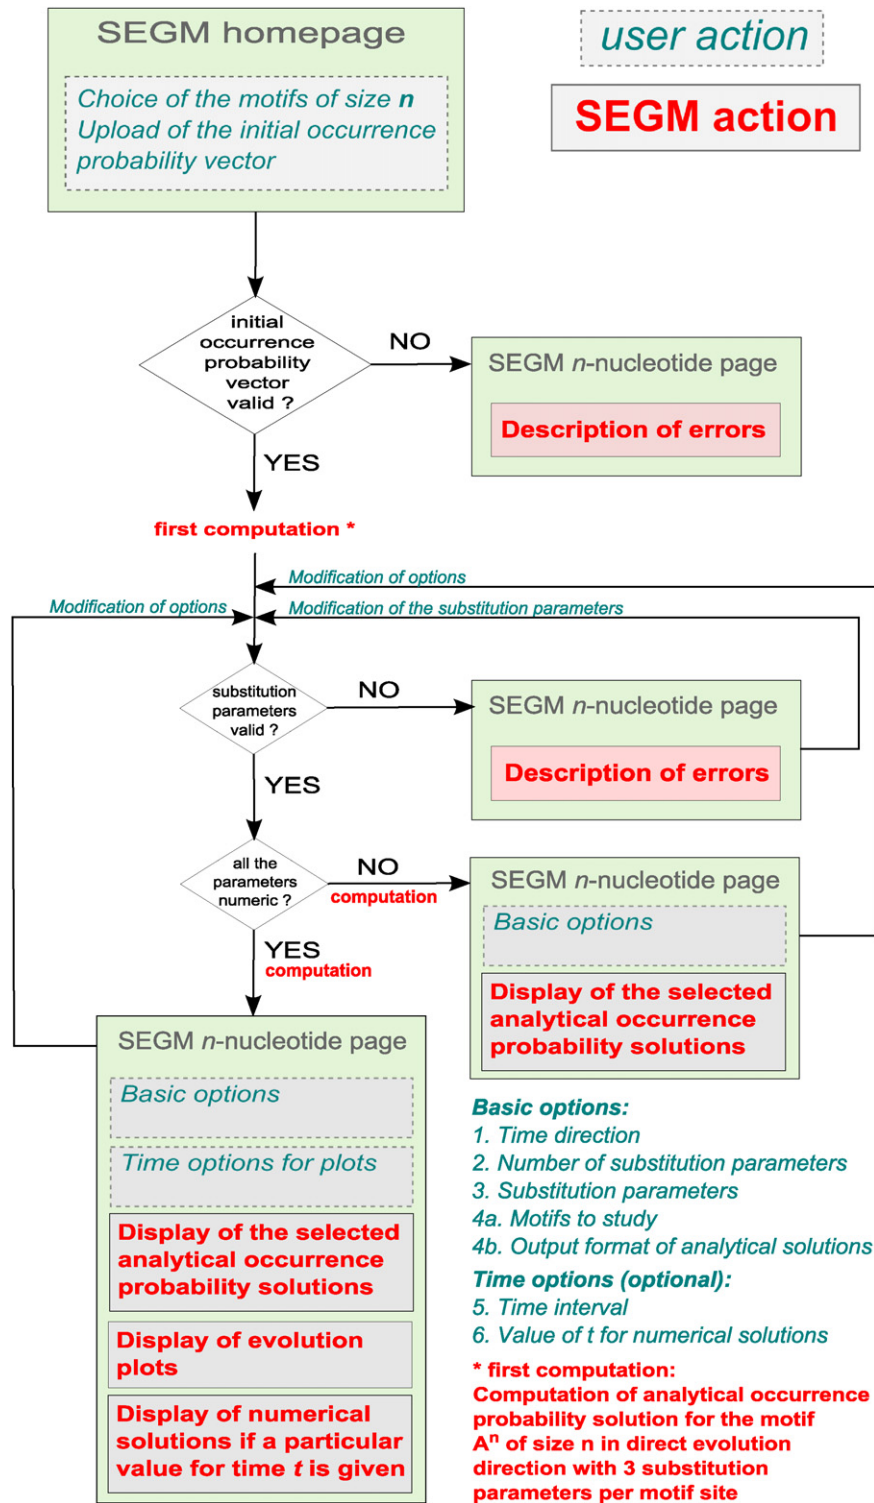 SEGM homepage
Choice of the motifs of size n
Upload of the initial occurrence
probability vector
user action
SEGM action
initial
occurrence
probability
vector
valid ?
NO
SEGM n-nucleotide page
Description of errors
YES
first computation *
Modification of options
Modification of options
Modification of the substitution parameters
substitution
parameters
valid ?
NO
SEGM n-nucleotide page
Description of errors
YES
all the
parameters
numeric ?
NO
computation
SEGM n-nucleotide page
Basic options
Display of the selected
analytical occurrence
probability solutions
YES
computation
SEGM n-nucleotide page
Basic options
Time options for plots
Display of the selected
analytical occurrence
probability solutions
Display of evolution
plots
Display of numerical
solutions if a particular
value for time t is given
Basic options:
1. Time direction
2. Number of substitution parameters
3. Substitution parameters
4a. Motifs to study
4b. Output format of analytical solutions
Time options (optional):
5. Time interval
6. Value of t for numerical solutions
* first computation:
Computation of analytical occurrence
probability solution for the motif
Aⁿ of size n in direct evolution
direction with 3 substitution
parameters per motif site